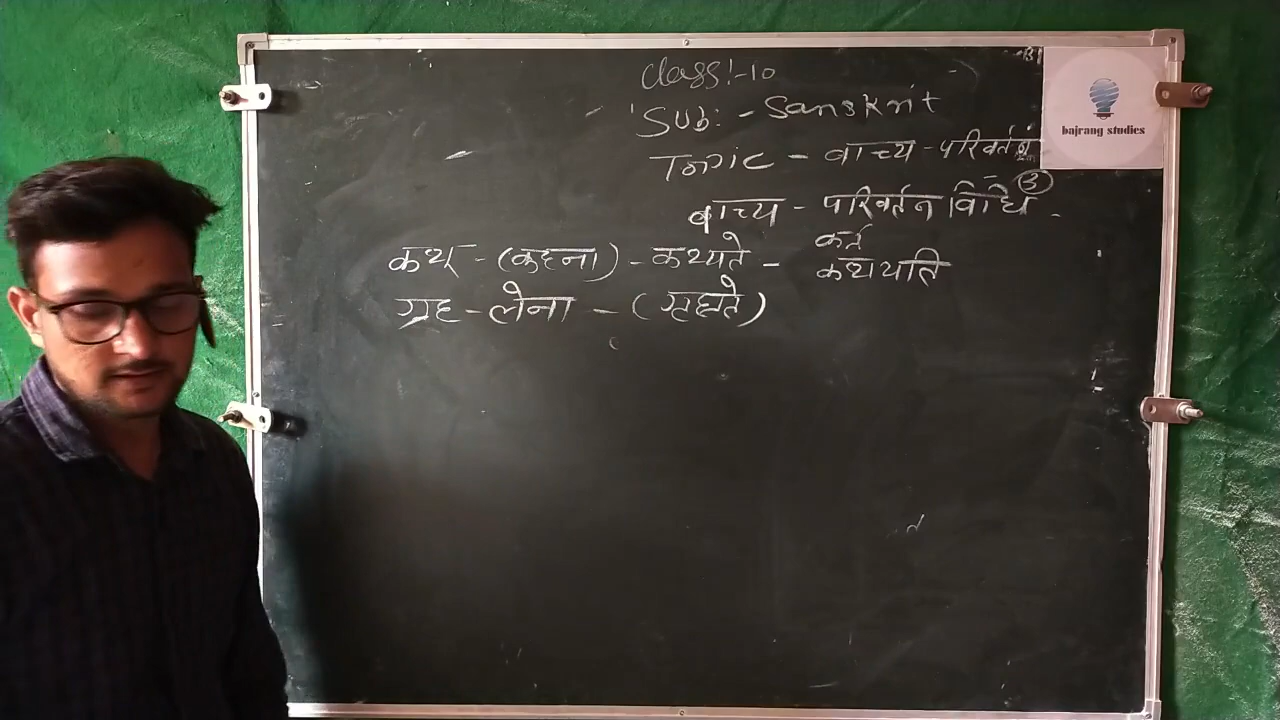 Class:-10
Sub:- Sanskrit
Topic - वाच्य - परिवर्तन
वाच्य - परिवर्तन विधि - ③
कर्तृ
कथ् - (कहना) - कथ्यते - कथयति
ग्रह - लेना - (गृह्यते)
bajrang studies